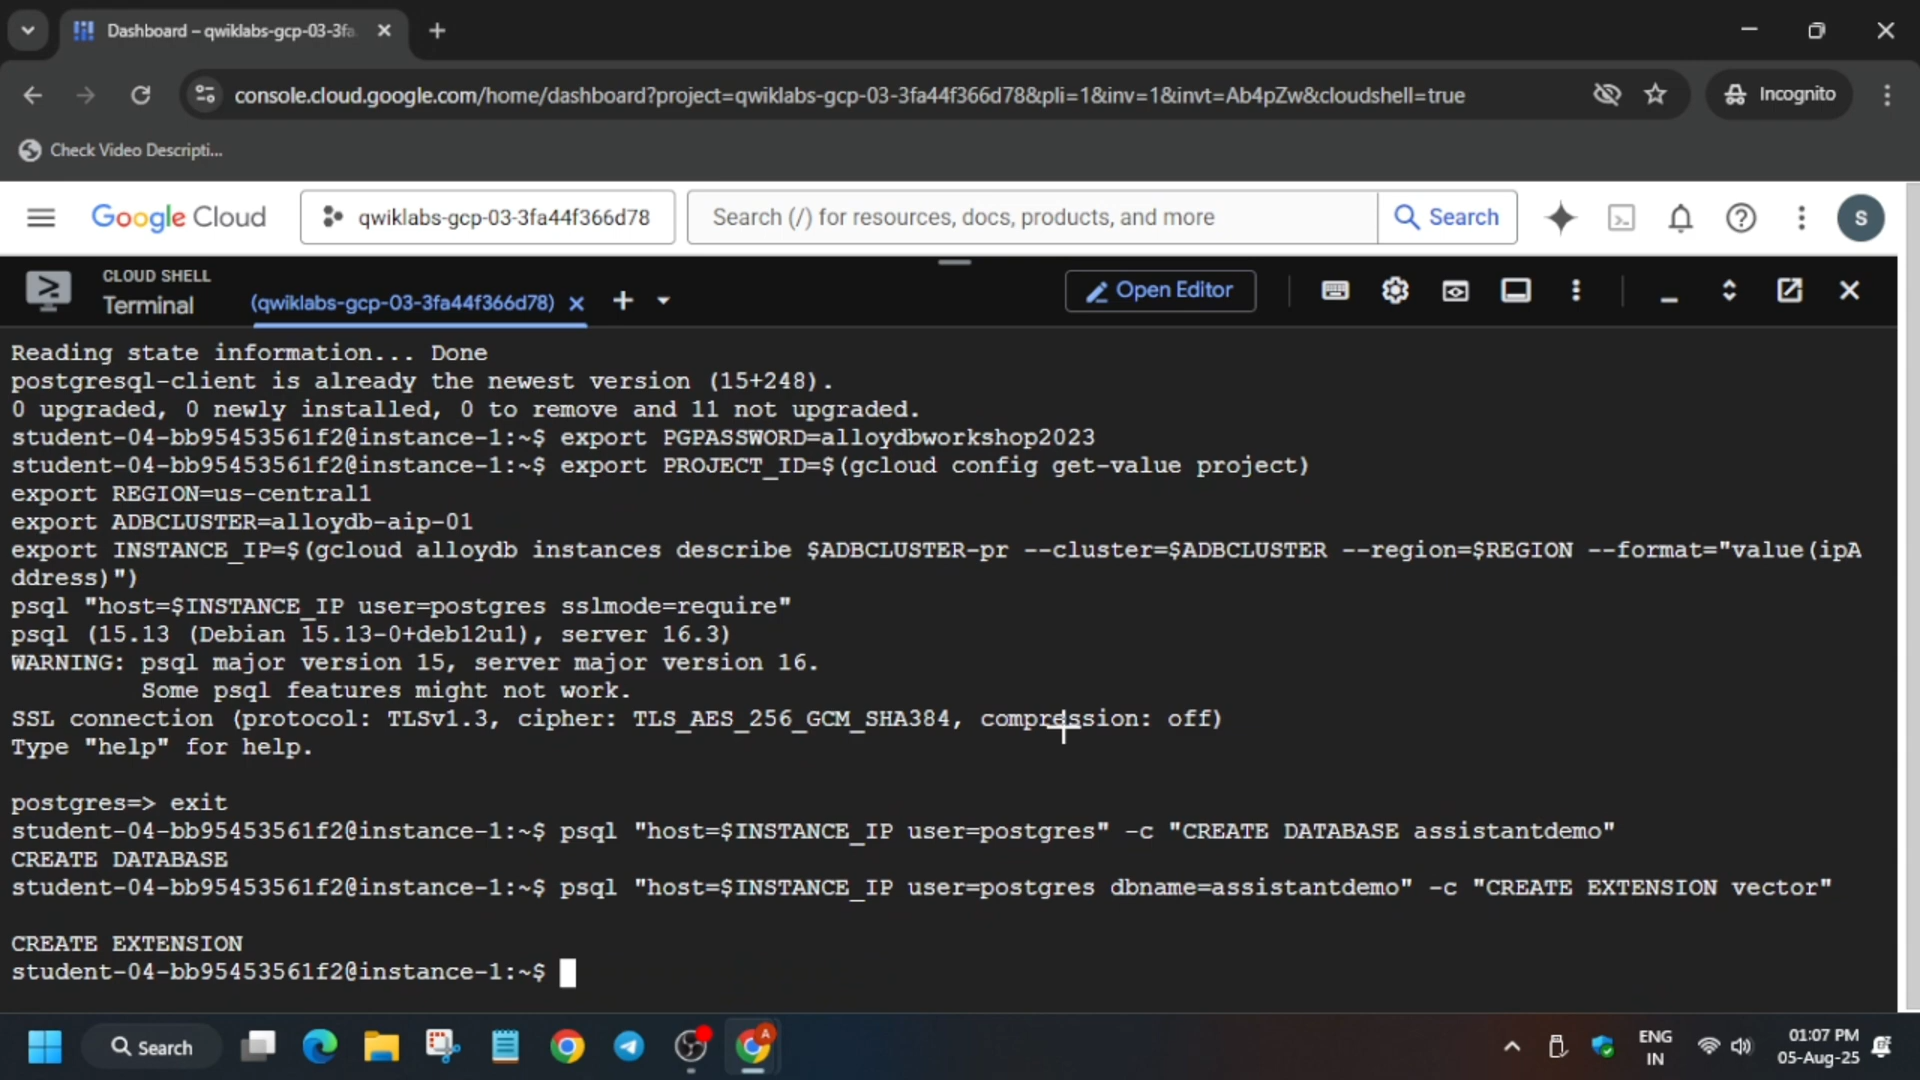 Dashboard – qwiklabs-gcp-03-3fa
console.cloud.google.com/home/dashboard?project=qwiklabs-gcp-03-3fa44f366d78&pli=1&inv=1&invt=Ab4pZw&cloudshell=true
Incognito
Check Video Descripti...
Google Cloud
qwiklabs-gcp-03-3fa44f366d78
Search (/) for resources, docs, products, and more
Search
S
CLOUD SHELL
Terminal
(qwiklabs-gcp-03-3fa44f366d78)
Open Editor
Reading state information... Done
postgresql-client is already the newest version (15+248).
0 upgraded, 0 newly installed, 0 to remove and 11 not upgraded.
student-04-bb95453561f2@instance-1:~$ export PGPASSWORD=alloydbworkshop2023
student-04-bb95453561f2@instance-1:~$ export PROJECT_ID=$(gcloud config get-value project)
export REGION=us-central1
export ADBCLUSTER=alloydb-aip-01
export INSTANCE_IP=$(gcloud alloydb instances describe $ADBCLUSTER-pr --cluster=$ADBCLUSTER --region=$REGION --format="value(ipA
ddress)")
psql "host=$INSTANCE_IP user=postgres sslmode=require"
psql (15.13 (Debian 15.13-0+deb12u1), server 16.3)
WARNING: psql major version 15, server major version 16.
Some psql features might not work.
SSL connection (protocol: TLSv1.3, cipher: TLS_AES_256_GCM_SHA384, compression: off)
Type "help" for help.
postgres=> exit
student-04-bb95453561f2@instance-1:~$ psql "host=$INSTANCE_IP user=postgres" -c "CREATE DATABASE assistantdemo"
CREATE DATABASE
student-04-bb95453561f2@instance-1:~$ psql "host=$INSTANCE_IP user=postgres dbname=assistantdemo" -c "CREATE EXTENSION vector"
CREATE EXTENSION
student-04-bb95453561f2@instance-1:~$
Search
A
ENG
IN
01:07 PM
05-Aug-25